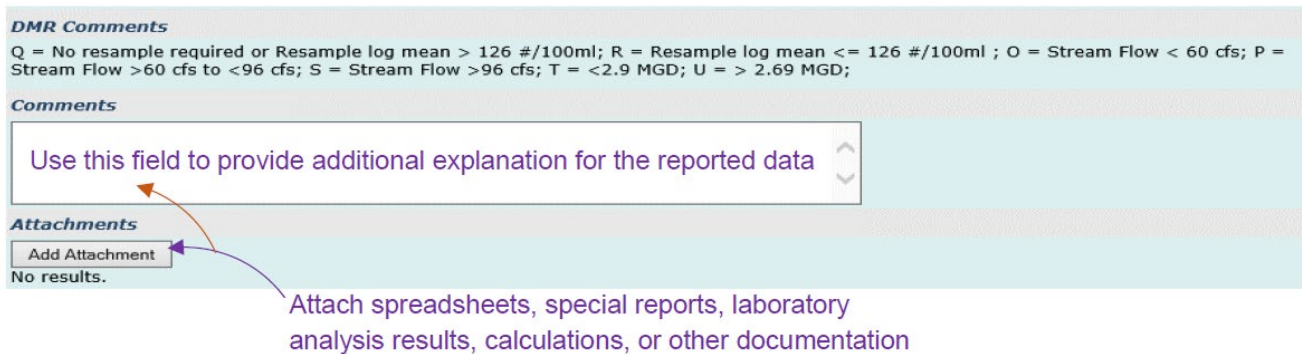 DMR Comments
Q = No resample required or Resample log mean > 126 #/100ml; R = Resample log mean <= 126 #/100ml ; O = Stream Flow < 60 cfs; P =
Stream Flow >60 cfs to <96 cfs; S = Stream Flow >96 cfs; T = <2.9 MGD; U = > 2.69 MGD;
Comments
Use this field to provide additional explanation for the reported data
Attachments
Add Attachment
No results.
Attach spreadsheets, special reports, laboratory
analysis results, calculations, or other documentation